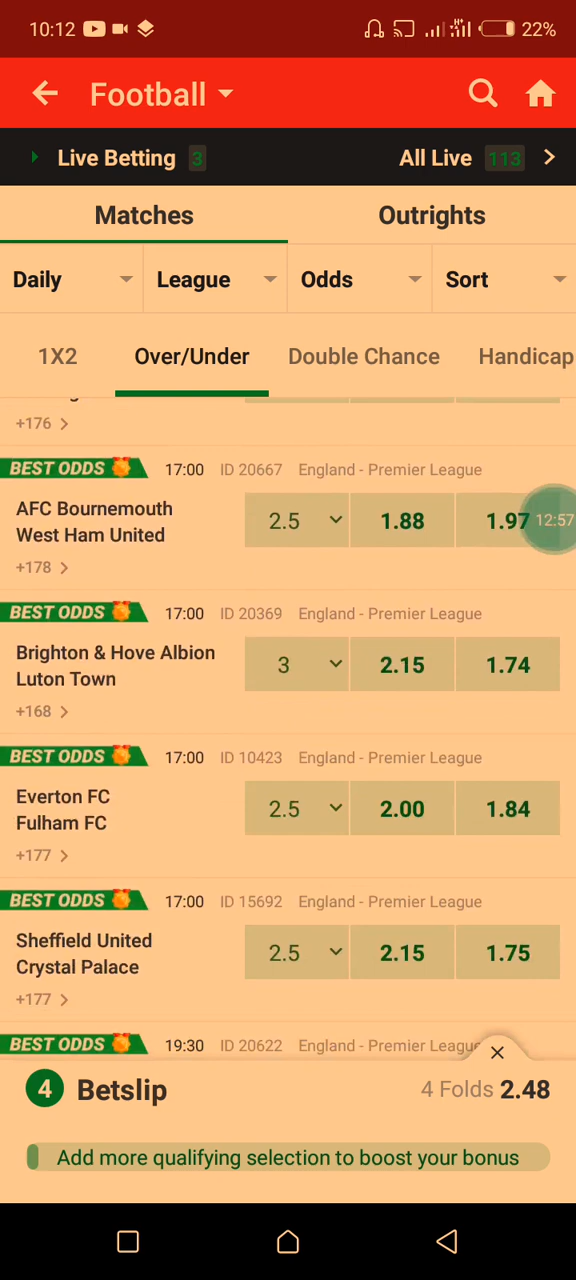 10:12 22%
Football
Live Betting 3 All Live 113
Matches Outrights
Daily League Odds Sort
1X2 Over/Under Double Chance Handicap
+176
BEST ODDS 17:00 ID 20667 England - Premier League
AFC Bournemouth
West Ham United
2.5 1.88 1.97 12:57
+178
BEST ODDS 17:00 ID 20369 England - Premier League
Brighton & Hove Albion
Luton Town
3 2.15 1.74
+168
BEST ODDS 17:00 ID 10423 England - Premier League
Everton FC
Fulham FC
2.5 2.00 1.84
+177
BEST ODDS 17:00 ID 15692 England - Premier League
Sheffield United
Crystal Palace
2.5 2.15 1.75
+177
BEST ODDS 19:30 ID 20622 England - Premier League
4 Betslip 4 Folds 2.48
Add more qualifying selection to boost your bonus